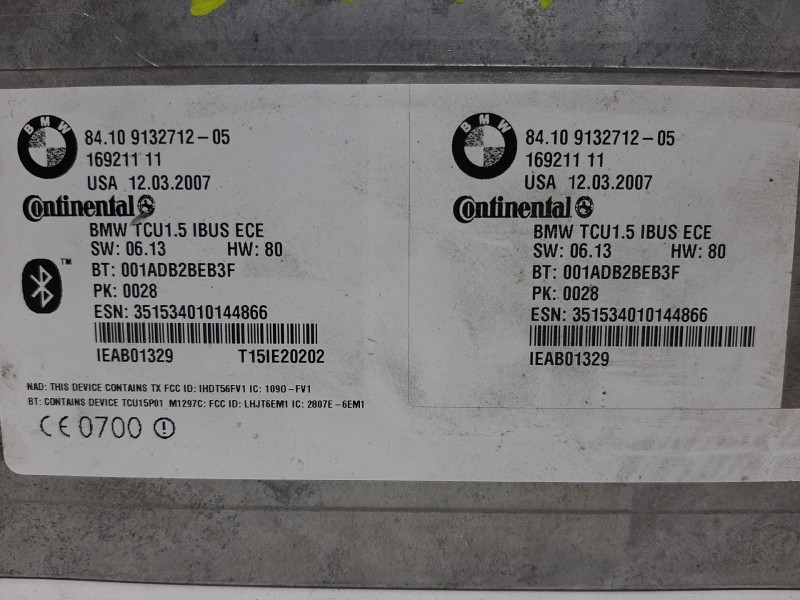 BMW
84.10 9132712-05
169211 11
USA 12.03.2007
Continental
BMW TCU1.5 IBUS ECE
SW: 06.13 HW: 80
BT: 001ADB2BEB3F
TM
PK: 0028
ESN: 351534010144866
IEAB01329 T15IE20202
NAD: THIS DEVICE CONTAINS TX FCC ID: IHDT56FV1 IC: 1090-FV1
BT: CONTAINS DEVICE TCU15P01 M1297C: FCC ID: LHJT6EM1 IC: 2807E-6EM1
CE 0700
BMW
84.10 9132712-05
169211 11
USA 12.03.2007
Continental
BMW TCU1.5 IBUS ECE
SW: 06.13 HW: 80
BT: 001ADB2BEB3F
PK: 0028
ESN: 351534010144866
IEAB01329